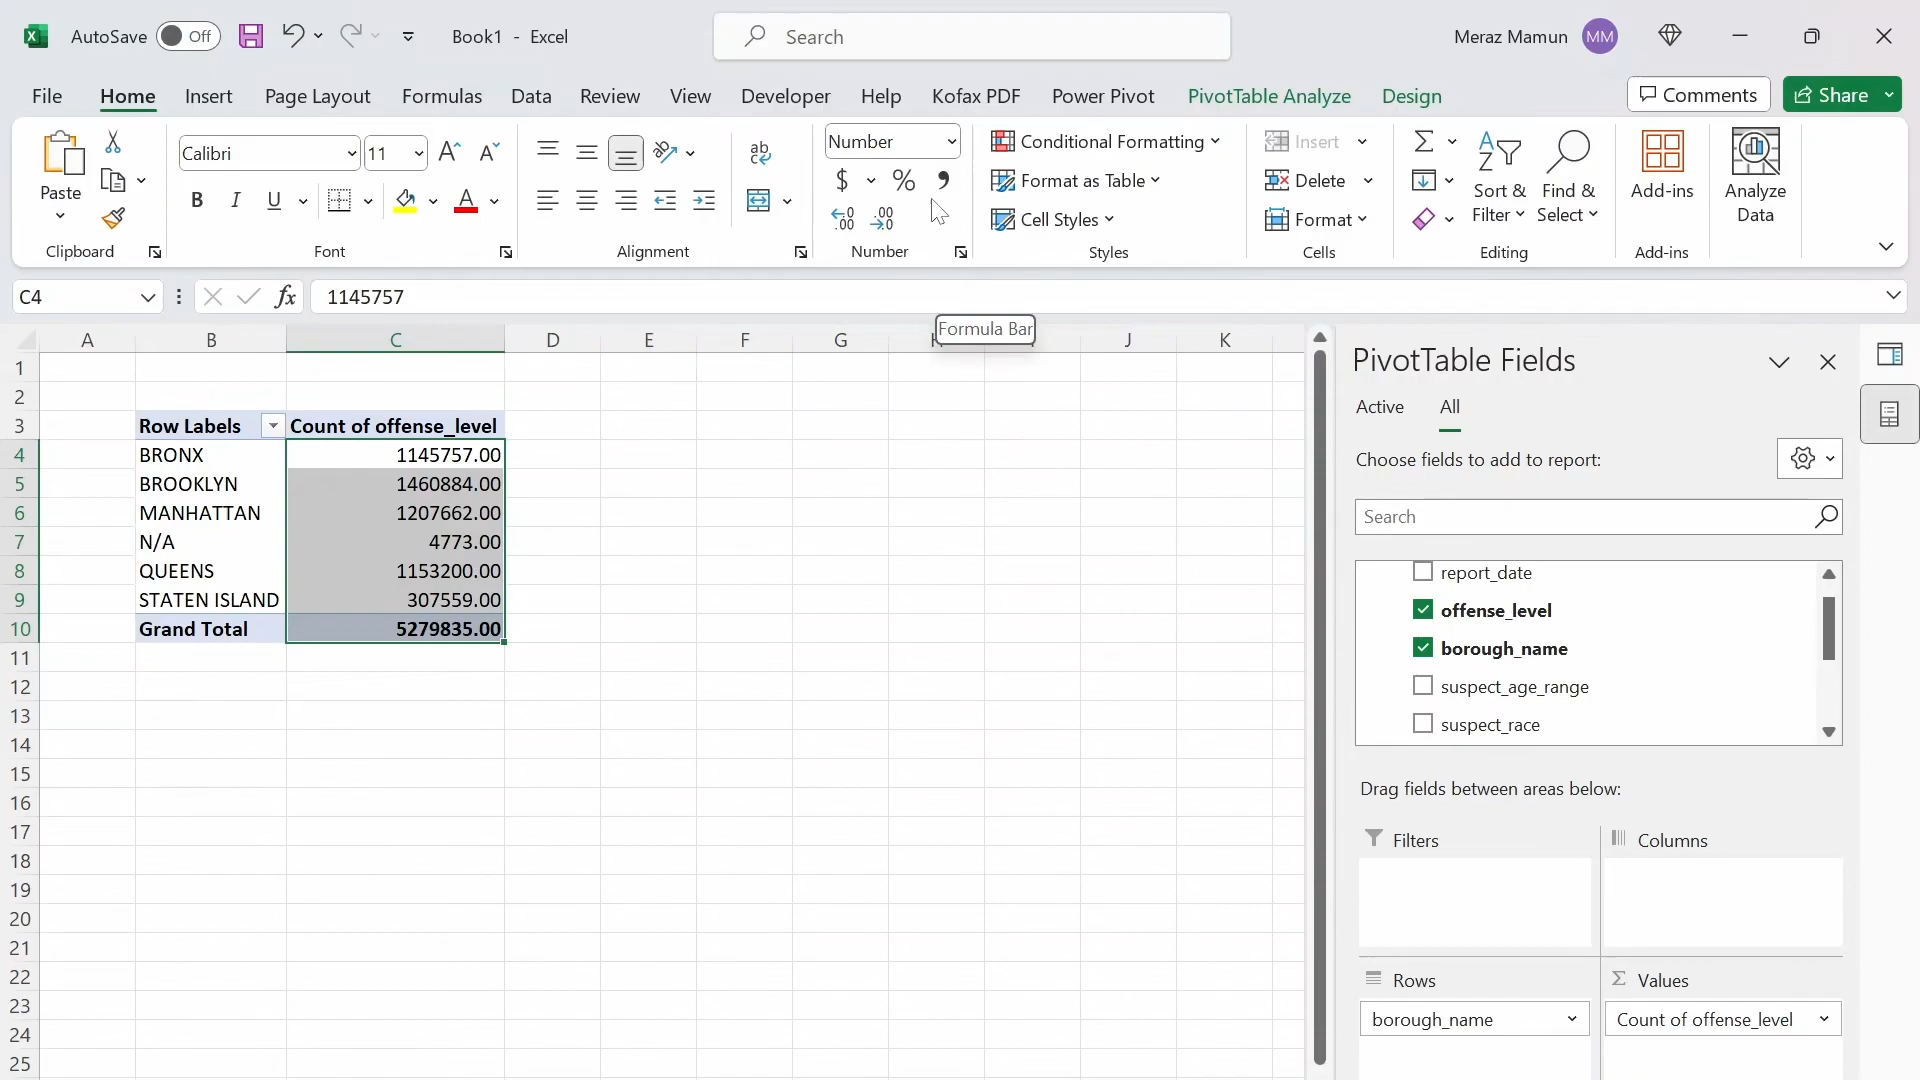 AutoSave Off Book1 - Excel Search Meraz Mamun MM
File Home Insert Page Layout Formulas Data Review View Developer Help Kofax PDF Power Pivot PivotTable Analyze Design Comments Share
Paste
Clipboard
Calibri 11
B I U A
Font
ab
Alignment
Number
$ % ,
Number
Conditional Formatting
Format as Table
Cell Styles
Styles
Insert
Delete
Format
Cells
Sort & Filter
Find & Select
Editing
Add-ins
Add-ins
Analyze Data
C4 fx 1145757
Formula Bar
A B C D E F G H I J K
1
2
3 Row Labels Count of offense_level
4 BRONX 1145757.00
5 BROOKLYN 1460884.00
6 MANHATTAN 1207662.00
7 N/A 4773.00
8 QUEENS 1153200.00
9 STATEN ISLAND 307559.00
10 Grand Total 5279835.00
11
12
13
14
15
16
17
18
19
20
21
22
23
24
25
PivotTable Fields
Active All
Choose fields to add to report:
Search
report_date
offense_level
borough_name
suspect_age_range
suspect_race
Drag fields between areas below:
Filters Columns
Rows Values
borough_name Count of offense_level